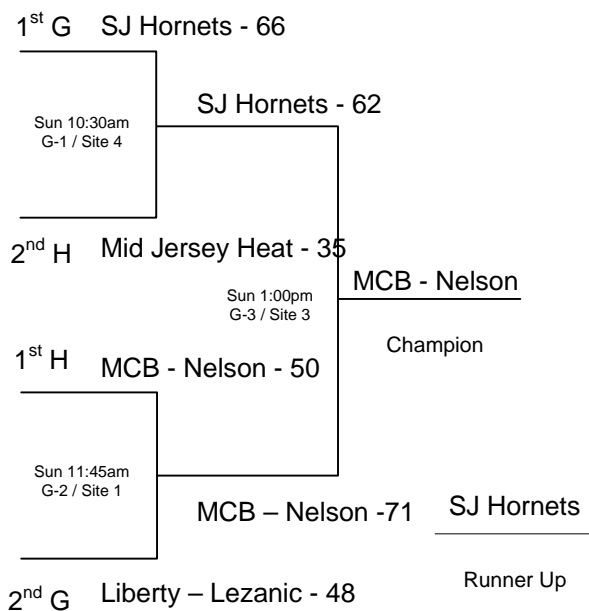 1st G SJ Hornets - 66
SJ Hornets - 62
Sun 10:30am
G-1 / Site 4
2nd H Mid Jersey Heat - 35
MCB - Nelson
Sun 1:00pm
G-3 / Site 3
Champion
1st H MCB - Nelson - 50
Sun 11:45am
G-2 / Site 1
MCB – Nelson -71
SJ Hornets
Runner Up
2nd G Liberty – Lezanic - 48